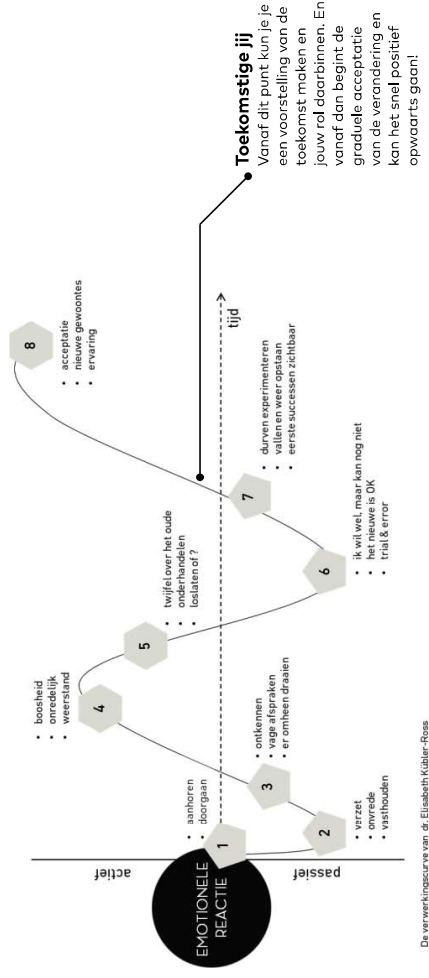 EMOTIONELE
REACTIE
actief
passief
tijd
1
• aanhoren
• doorgaan
2
• verzet
• onvrede
• vasthouden
3
• ontkennen
• vage afspraken
• er omheen draaien
4
• boosheid
• onredelijk
• weerstand
5
• twijfel over het oude
• onderhandelen
• loslaten of ?
6
• ik wil wel, maar kan nog niet
• het nieuwe is OK
• trial & error
7
• durven experimenteren
• vallen en weer opstaan
• eerste successen zichtbaar
8
• acceptatie
• nieuwe gewoontes
• ervaring
Toekomstige jij
Vanaf dit punt kun je je
een voorstelling van de
toekomst maken en
jouw rol daarbinnen. En
vanaf dan begint de
graduele acceptatie
van de verandering en
kan het snel positief
opwaarts gaan!
De verwerkingscurve van dr. Elisabeth Kübler-Ross